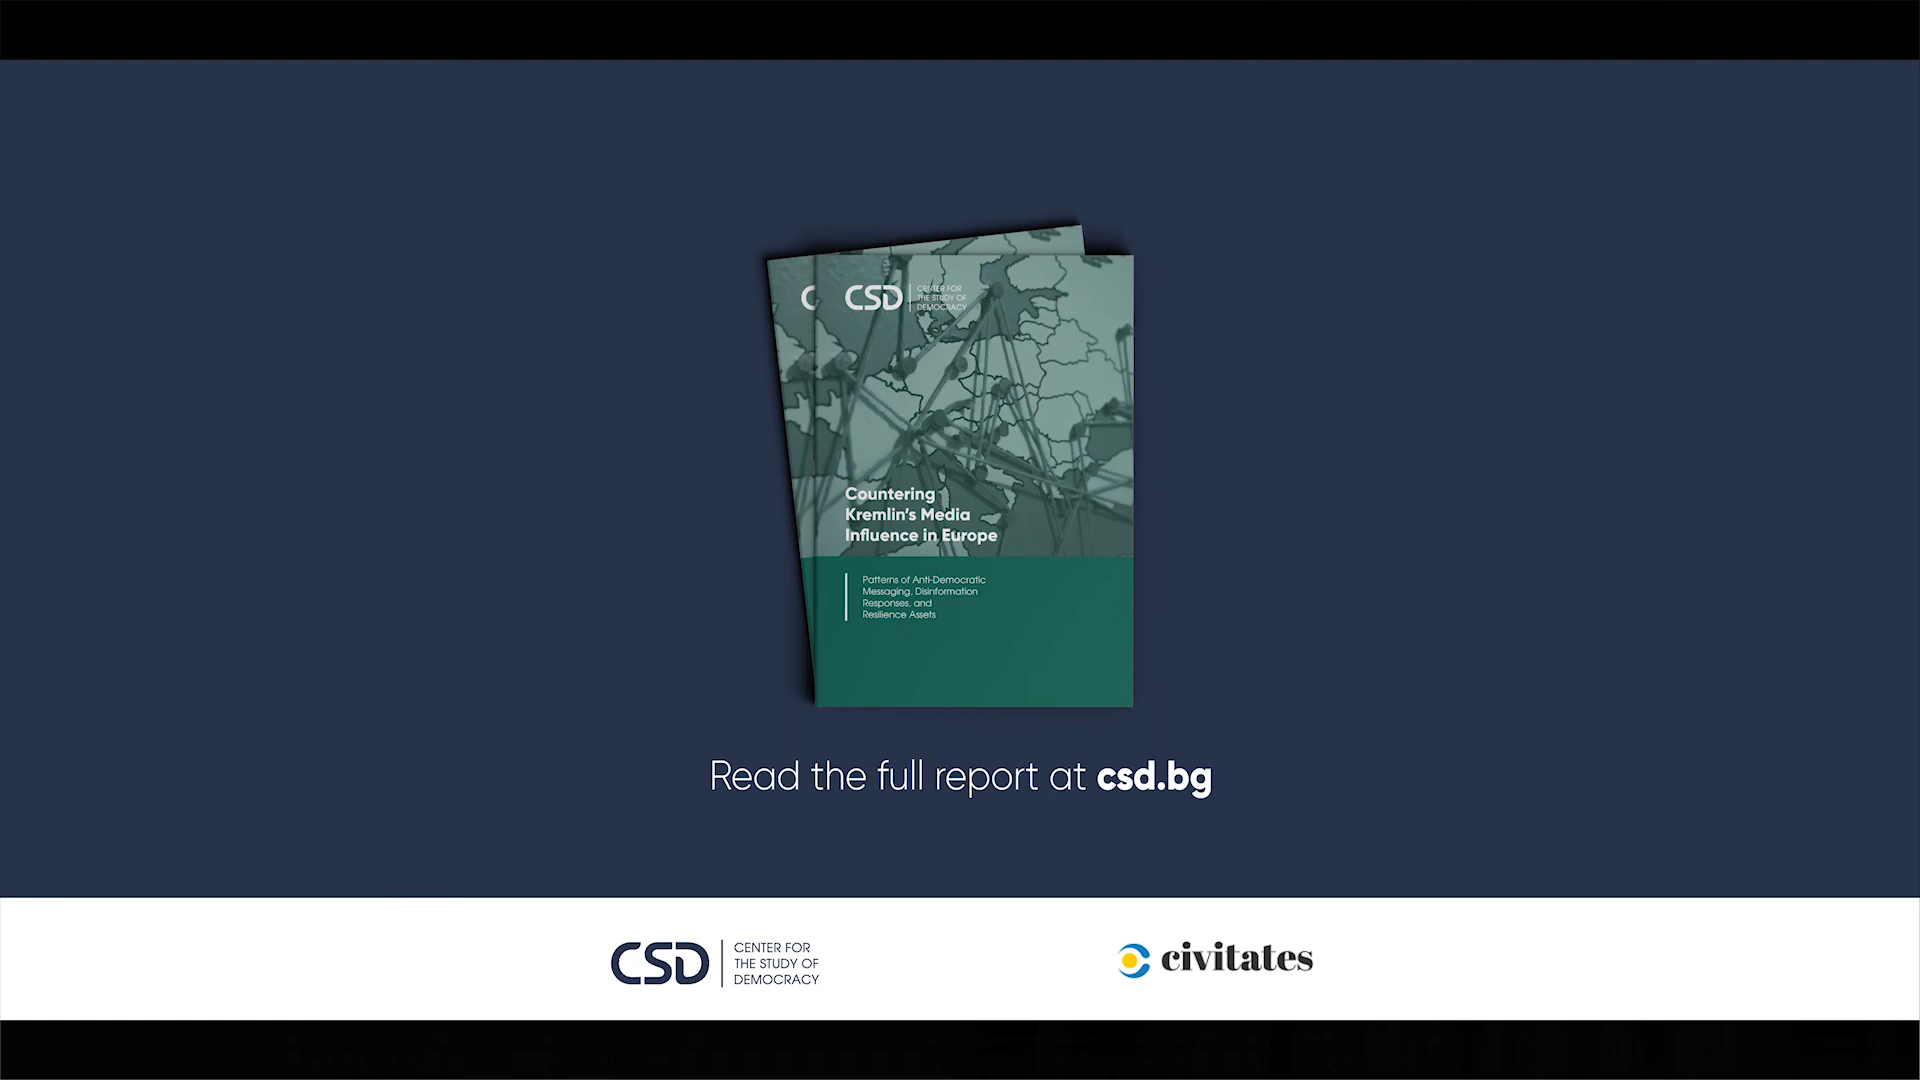 C
CSD
CENTER FOR
THE STUDY OF
DEMOCRACY
Countering
Kremlin's Media
Influence in Europe
Patterns of Anti-Democratic
Messaging, Disinformation
Responses, and
Resilience Assets
Read the full report at csd.bg
CSD
CENTER FOR
THE STUDY OF
DEMOCRACY
civitates